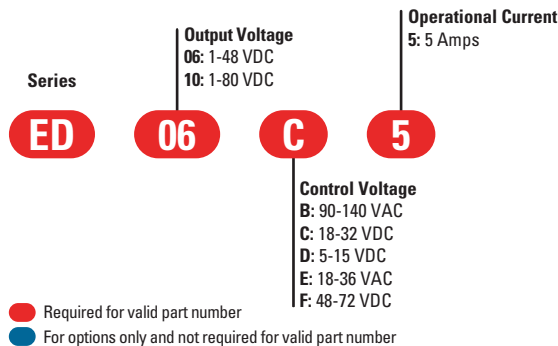 Series
Output Voltage
06: 1-48 VDC
10: 1-80 VDC
Operational Current
5: 5 Amps
ED
06
C
5
Control Voltage
B: 90-140 VAC
C: 18-32 VDC
D: 5-15 VDC
E: 18-36 VAC
F: 48-72 VDC
Required for valid part number
For options only and not required for valid part number